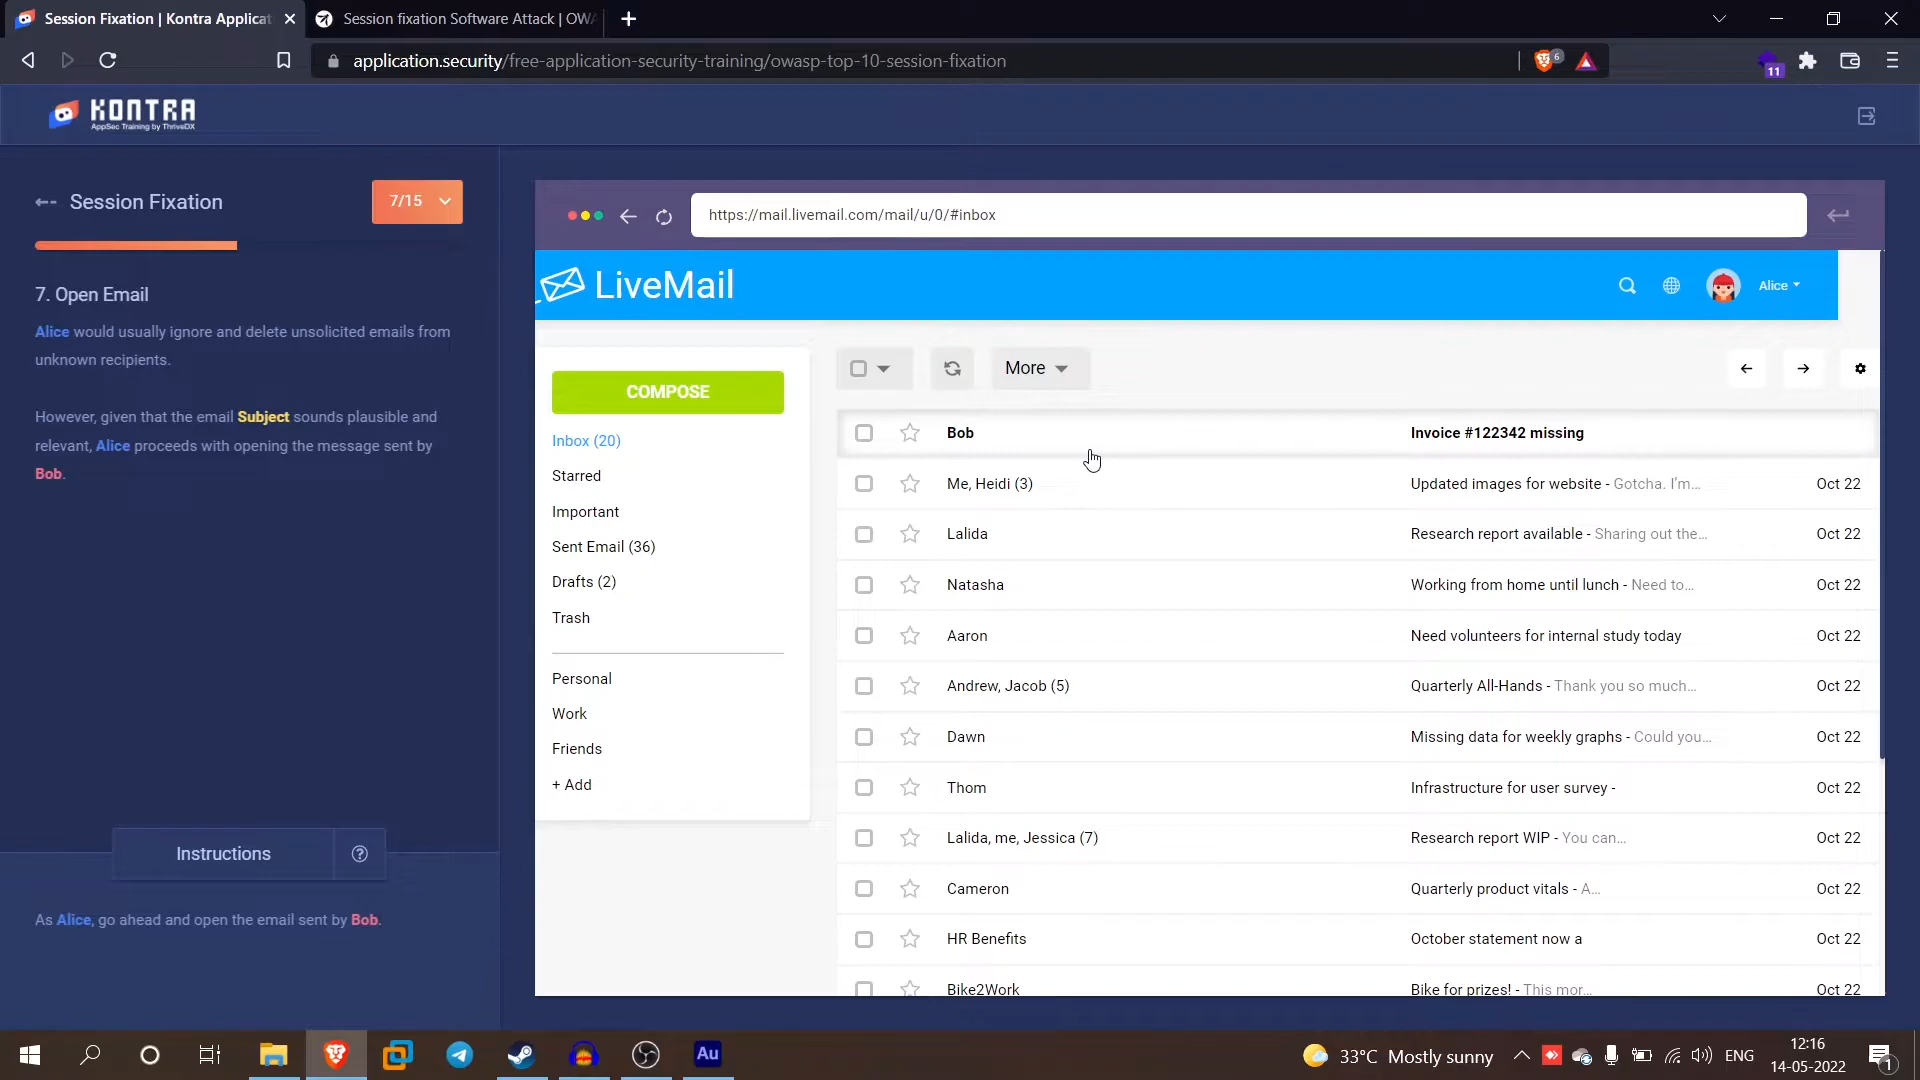 Session Fixation | Kontra Applicat
Session fixation Software Attack | OWA
application.security/free-application-security-training/owasp-top-10-session-fixation
6
11
KONTRA
AppSec Training by ThriveDX
Session Fixation
7/15
7. Open Email
Alice would usually ignore and delete unsolicited emails from
unknown recipients.
However, given that the email Subject sounds plausible and
relevant, Alice proceeds with opening the message sent by
Bob.
Instructions
As Alice, go ahead and open the email sent by Bob.
https://mail.livemail.com/mail/u/0/#inbox
LiveMail
Alice
COMPOSE
Inbox (20)
Starred
Important
Sent Email (36)
Drafts (2)
Trash
Personal
Work
Friends
+ Add
More
Bob Invoice #122342 missing
Me, Heidi (3) Updated images for website - Gotcha. I'm... Oct 22
Lalida Research report available - Sharing out the... Oct 22
Natasha Working from home until lunch - Need to... Oct 22
Aaron Need volunteers for internal study today Oct 22
Andrew, Jacob (5) Quarterly All-Hands - Thank you so much... Oct 22
Dawn Missing data for weekly graphs - Could you... Oct 22
Thom Infrastructure for user survey - Oct 22
Lalida, me, Jessica (7) Research report WIP - You can... Oct 22
Cameron Quarterly product vitals - A... Oct 22
HR Benefits October statement now a Oct 22
Bike2Work Bike for prizes! - This mor... Oct 22
Au
33°C Mostly sunny
ENG
12:16
14-05-2022
1